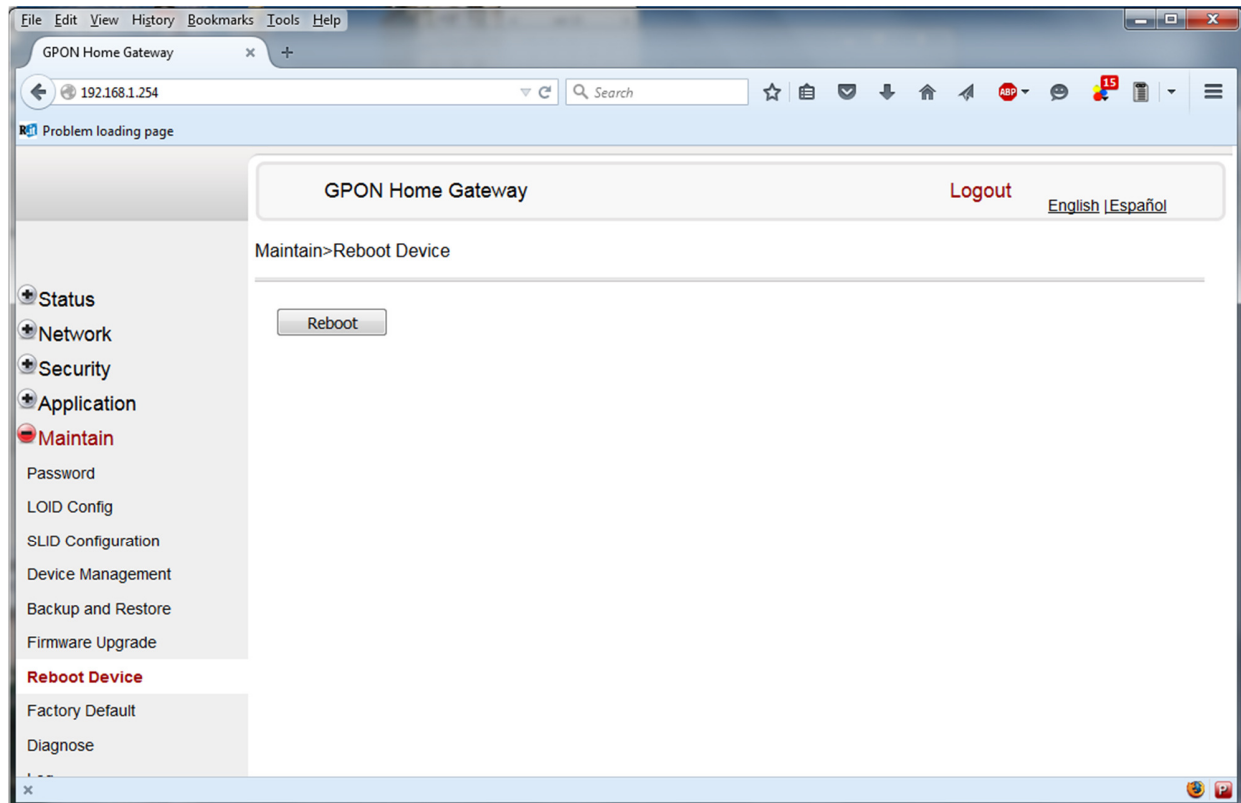 File Edit View History Bookmarks Tools Help
GPON Home Gateway × +
192.168.1.254 Search ABP 15
Problem loading page
GPON Home Gateway
Logout
English | Español
Maintain>Reboot Device
Reboot
Status
Network
Security
Application
Maintain
Password
LOID Config
SLID Configuration
Device Management
Backup and Restore
Firmware Upgrade
Reboot Device
Factory Default
Diagnose